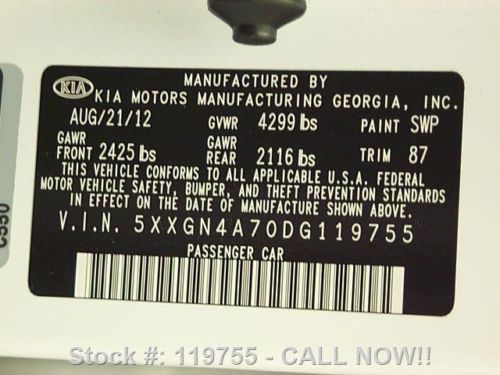 MANUFACTURED BY
KIA KIA MOTORS MANUFACTURING GEORGIA, INC.
AUG/21/12 GVWR 4299 lbs PAINT SWP
GAWR FRONT 2425 lbs GAWR REAR 2116 lbs TRIM 87
THIS VEHICLE CONFORMS TO ALL APPLICABLE U.S.A. FEDERAL
MOTOR VEHICLE SAFETY, BUMPER, AND THEFT PREVENTION STANDARDS
IN EFFECT ON THE DATE OF MANUFACTURE SHOWN ABOVE.
V.I.N. 5XXGN4A70DG119755
PASSENGER CAR
C550
Stock #: 119755 - CALL NOW!!